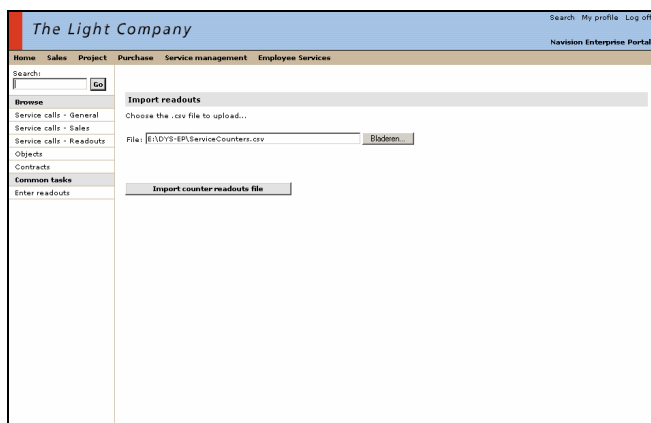 The Light Company
Search My profile Log off
Navision Enterprise Portal
Home Sales Project Purchase Service management Employee Services
Search:
Go
Browse
Service calls - General
Service calls - Sales
Service calls - Readouts
Objects
Contracts
Common tasks
Enter readouts
Import readouts
Choose the .csv file to upload...
File: E:\DYS-EP\ServiceCounters.csv Bladeren...
Import counter readouts file